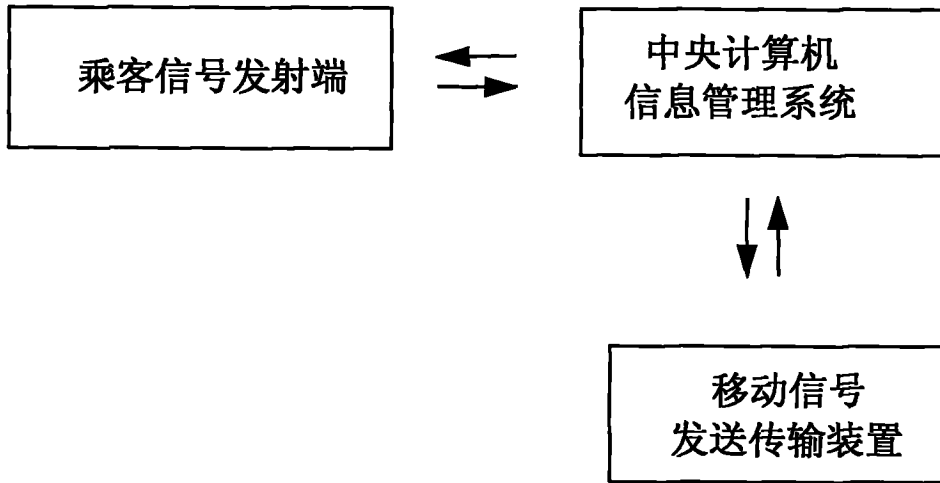 乘客信号发射端
中央计算机
信息管理系统
移动信号
发送传输装置